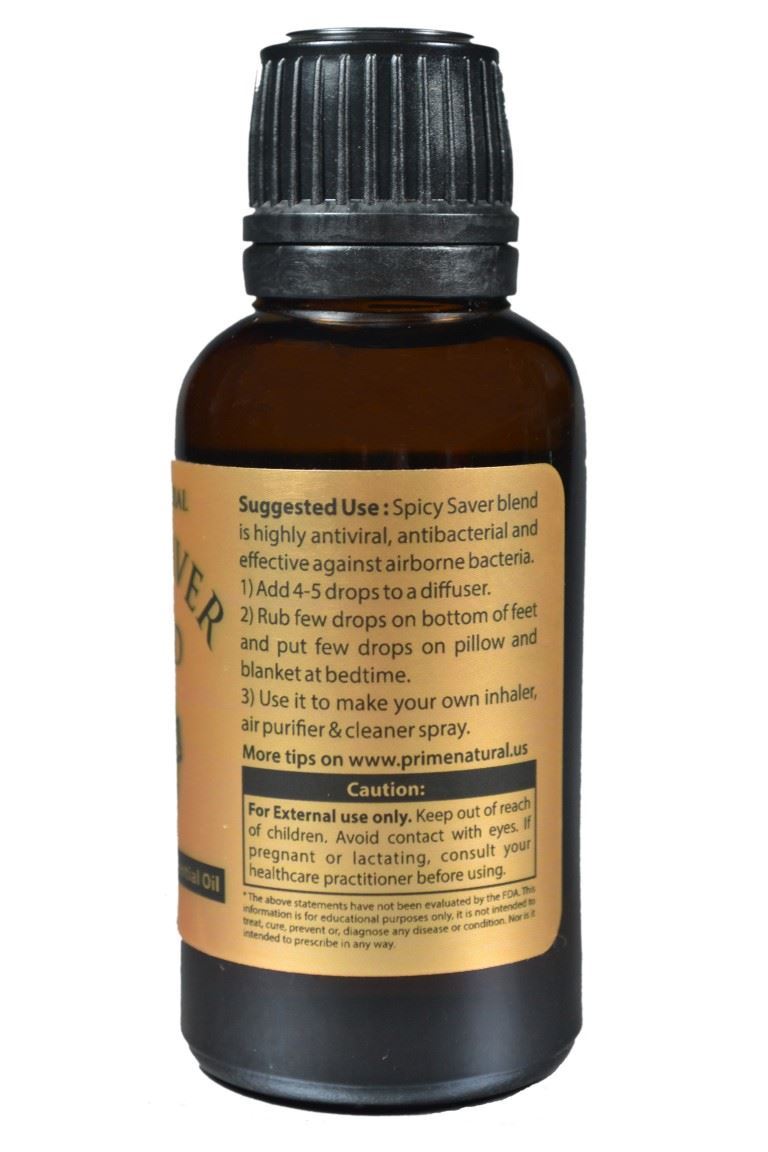 Suggested Use : Spicy Saver blend
is highly antiviral, antibacterial and
effective against airborne bacteria.
1) Add 4-5 drops to a diffuser.
2) Rub few drops on bottom of feet
and put few drops on pillow and
blanket at bedtime.
3) Use it to make your own inhaler,
air purifier & cleaner spray.
More tips on www.primenatural.us
Caution:
For External use only. Keep out of reach
of children. Avoid contact with eyes. If
pregnant or lactating, consult your
healthcare practitioner before using.
* The above statements have not been evaluated by the FDA. This
information is for educational purposes only, it is not intended to
treat, cure, prevent or, diagnose any disease or condition. Nor is it
intended to prescribe in any way.
Oil